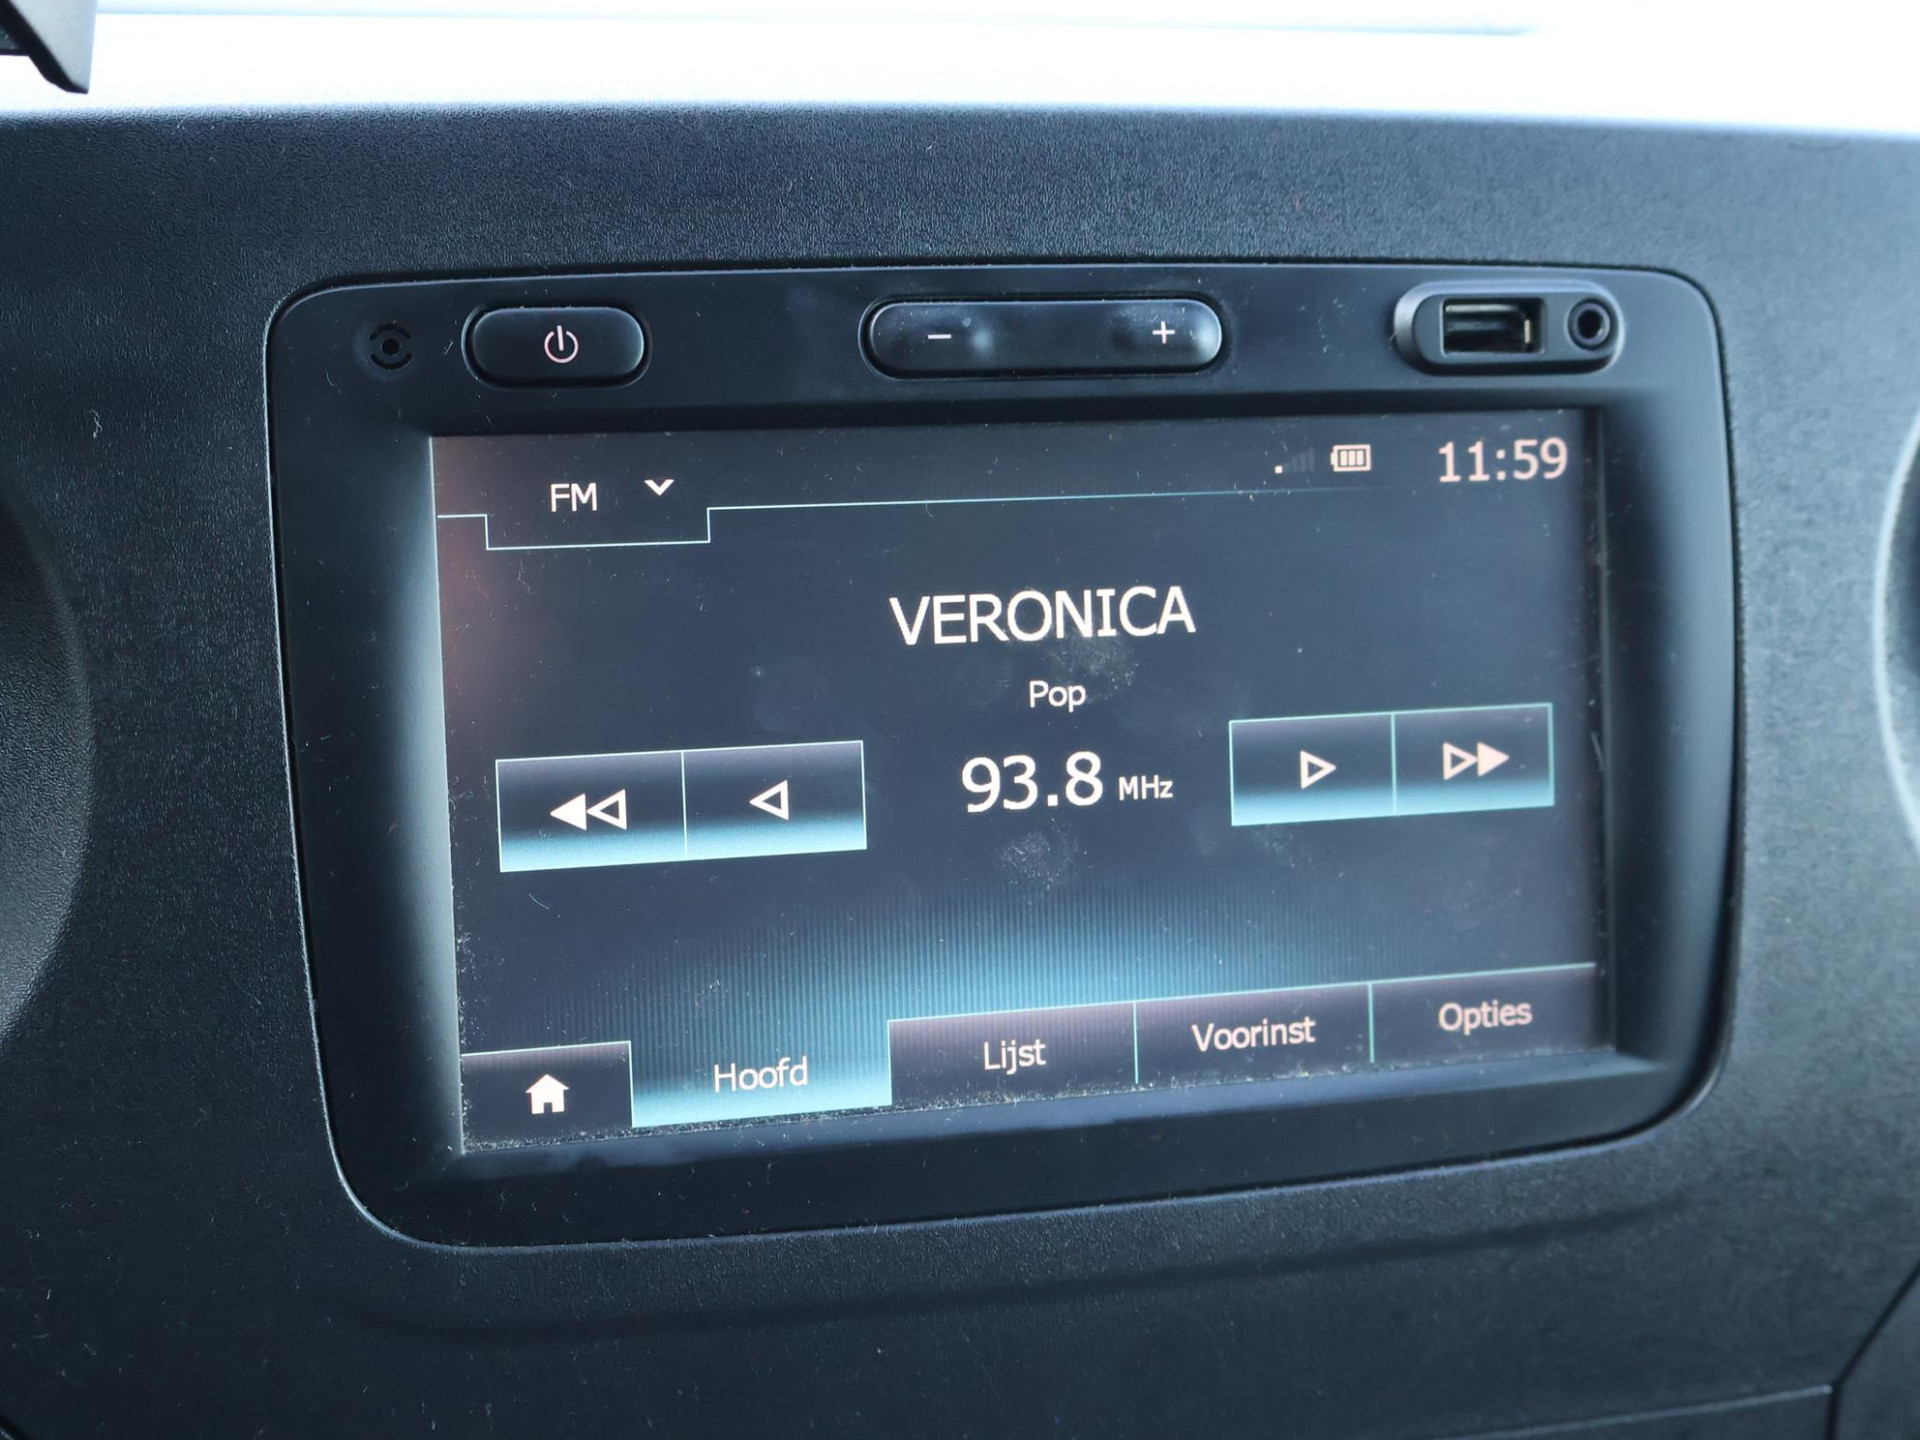 FM
11:59
VERONICA
Pop
93.8 MHz
Hoofd
Lijst
Voorinst
Opties